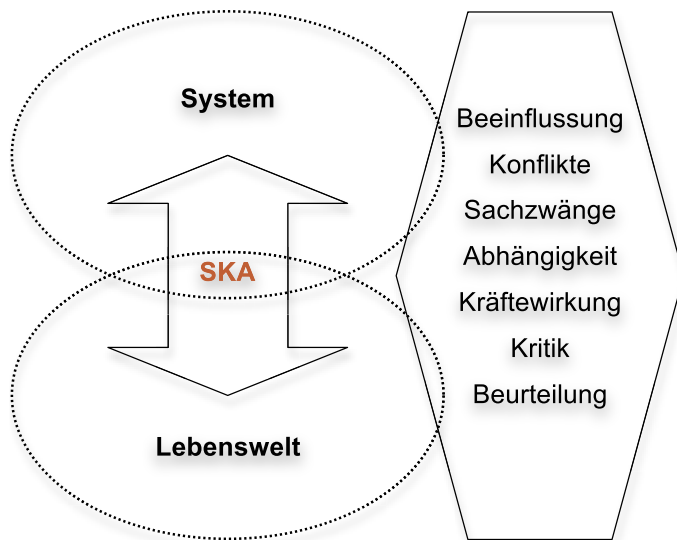 System
SKA
Lebenswelt
Beeinflussung
Konflikte
Sachzwänge
Abhängigkeit
Kräftewirkung
Kritik
Beurteilung